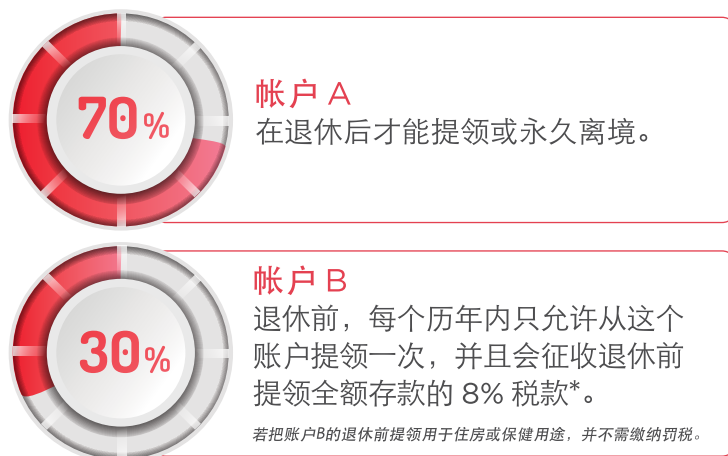 70%
帐户 A
在退休后才能提领或永久离境。
30%
帐户 B
退休前，每个历年内只允许从这个
账户提领一次，并且会征收退休前
提领全额存款的 8% 税款*。
若把账户B的退休前提领用于住房或保健用途，并不需缴纳罚税。